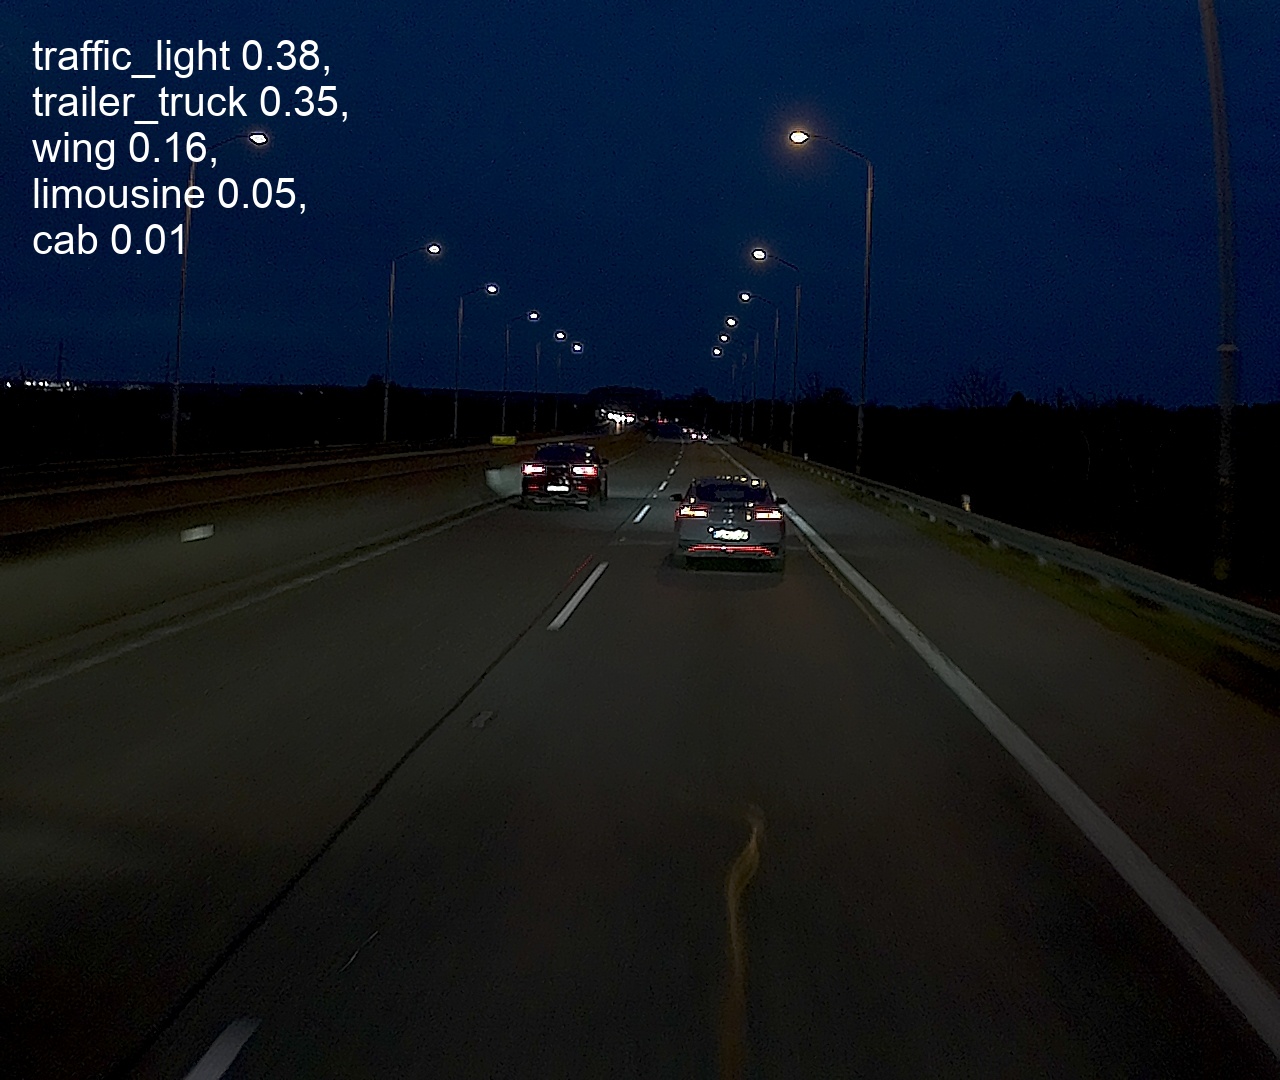 traffic_light 0.38,
trailer_truck 0.35,
wing 0.16,
limousine 0.05,
cab 0.01